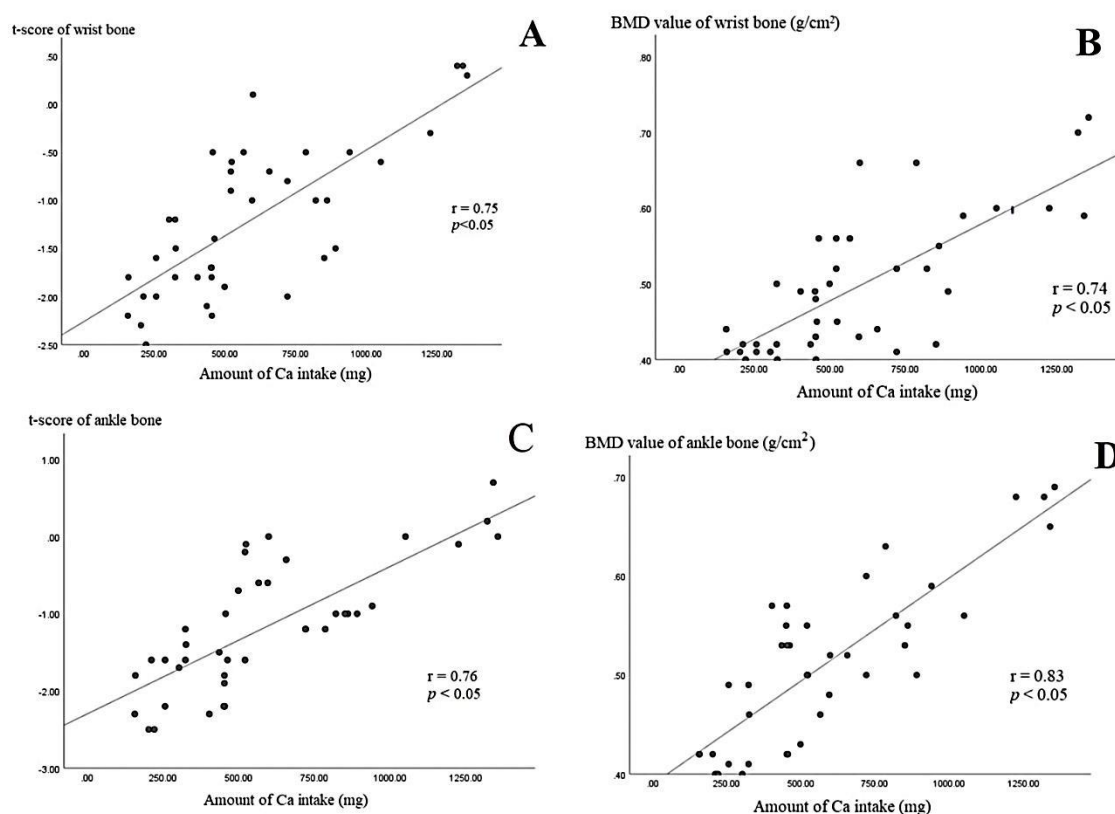 t-score of wrist bone
A
.50
.00
-.50
-1.00
-1.50
-2.00
-2.50
r = 0.75
p<0.05
.00 250.00 500.00 750.00 1000.00 1250.00
Amount of Ca intake (mg)
BMD value of wrist bone (g/cm²)
B
.80
.70
.60
.50
.40
r = 0.74
p < 0.05
.00 250.00 500.00 750.00 1000.00 1250.00
Amount of Ca intake (mg)
t-score of ankle bone
C
1.00
.00
-1.00
-2.00
-3.00
r = 0.76
p < 0.05
.00 250.00 500.00 750.00 1000.00 1250.00
Amount of Ca intake (mg)
BMD value of ankle bone (g/cm²)
D
.70
.60
.50
.40
r = 0.83
p < 0.05
.00 250.00 500.00 750.00 1000.00 1250.00
Amount of Ca intake (mg)